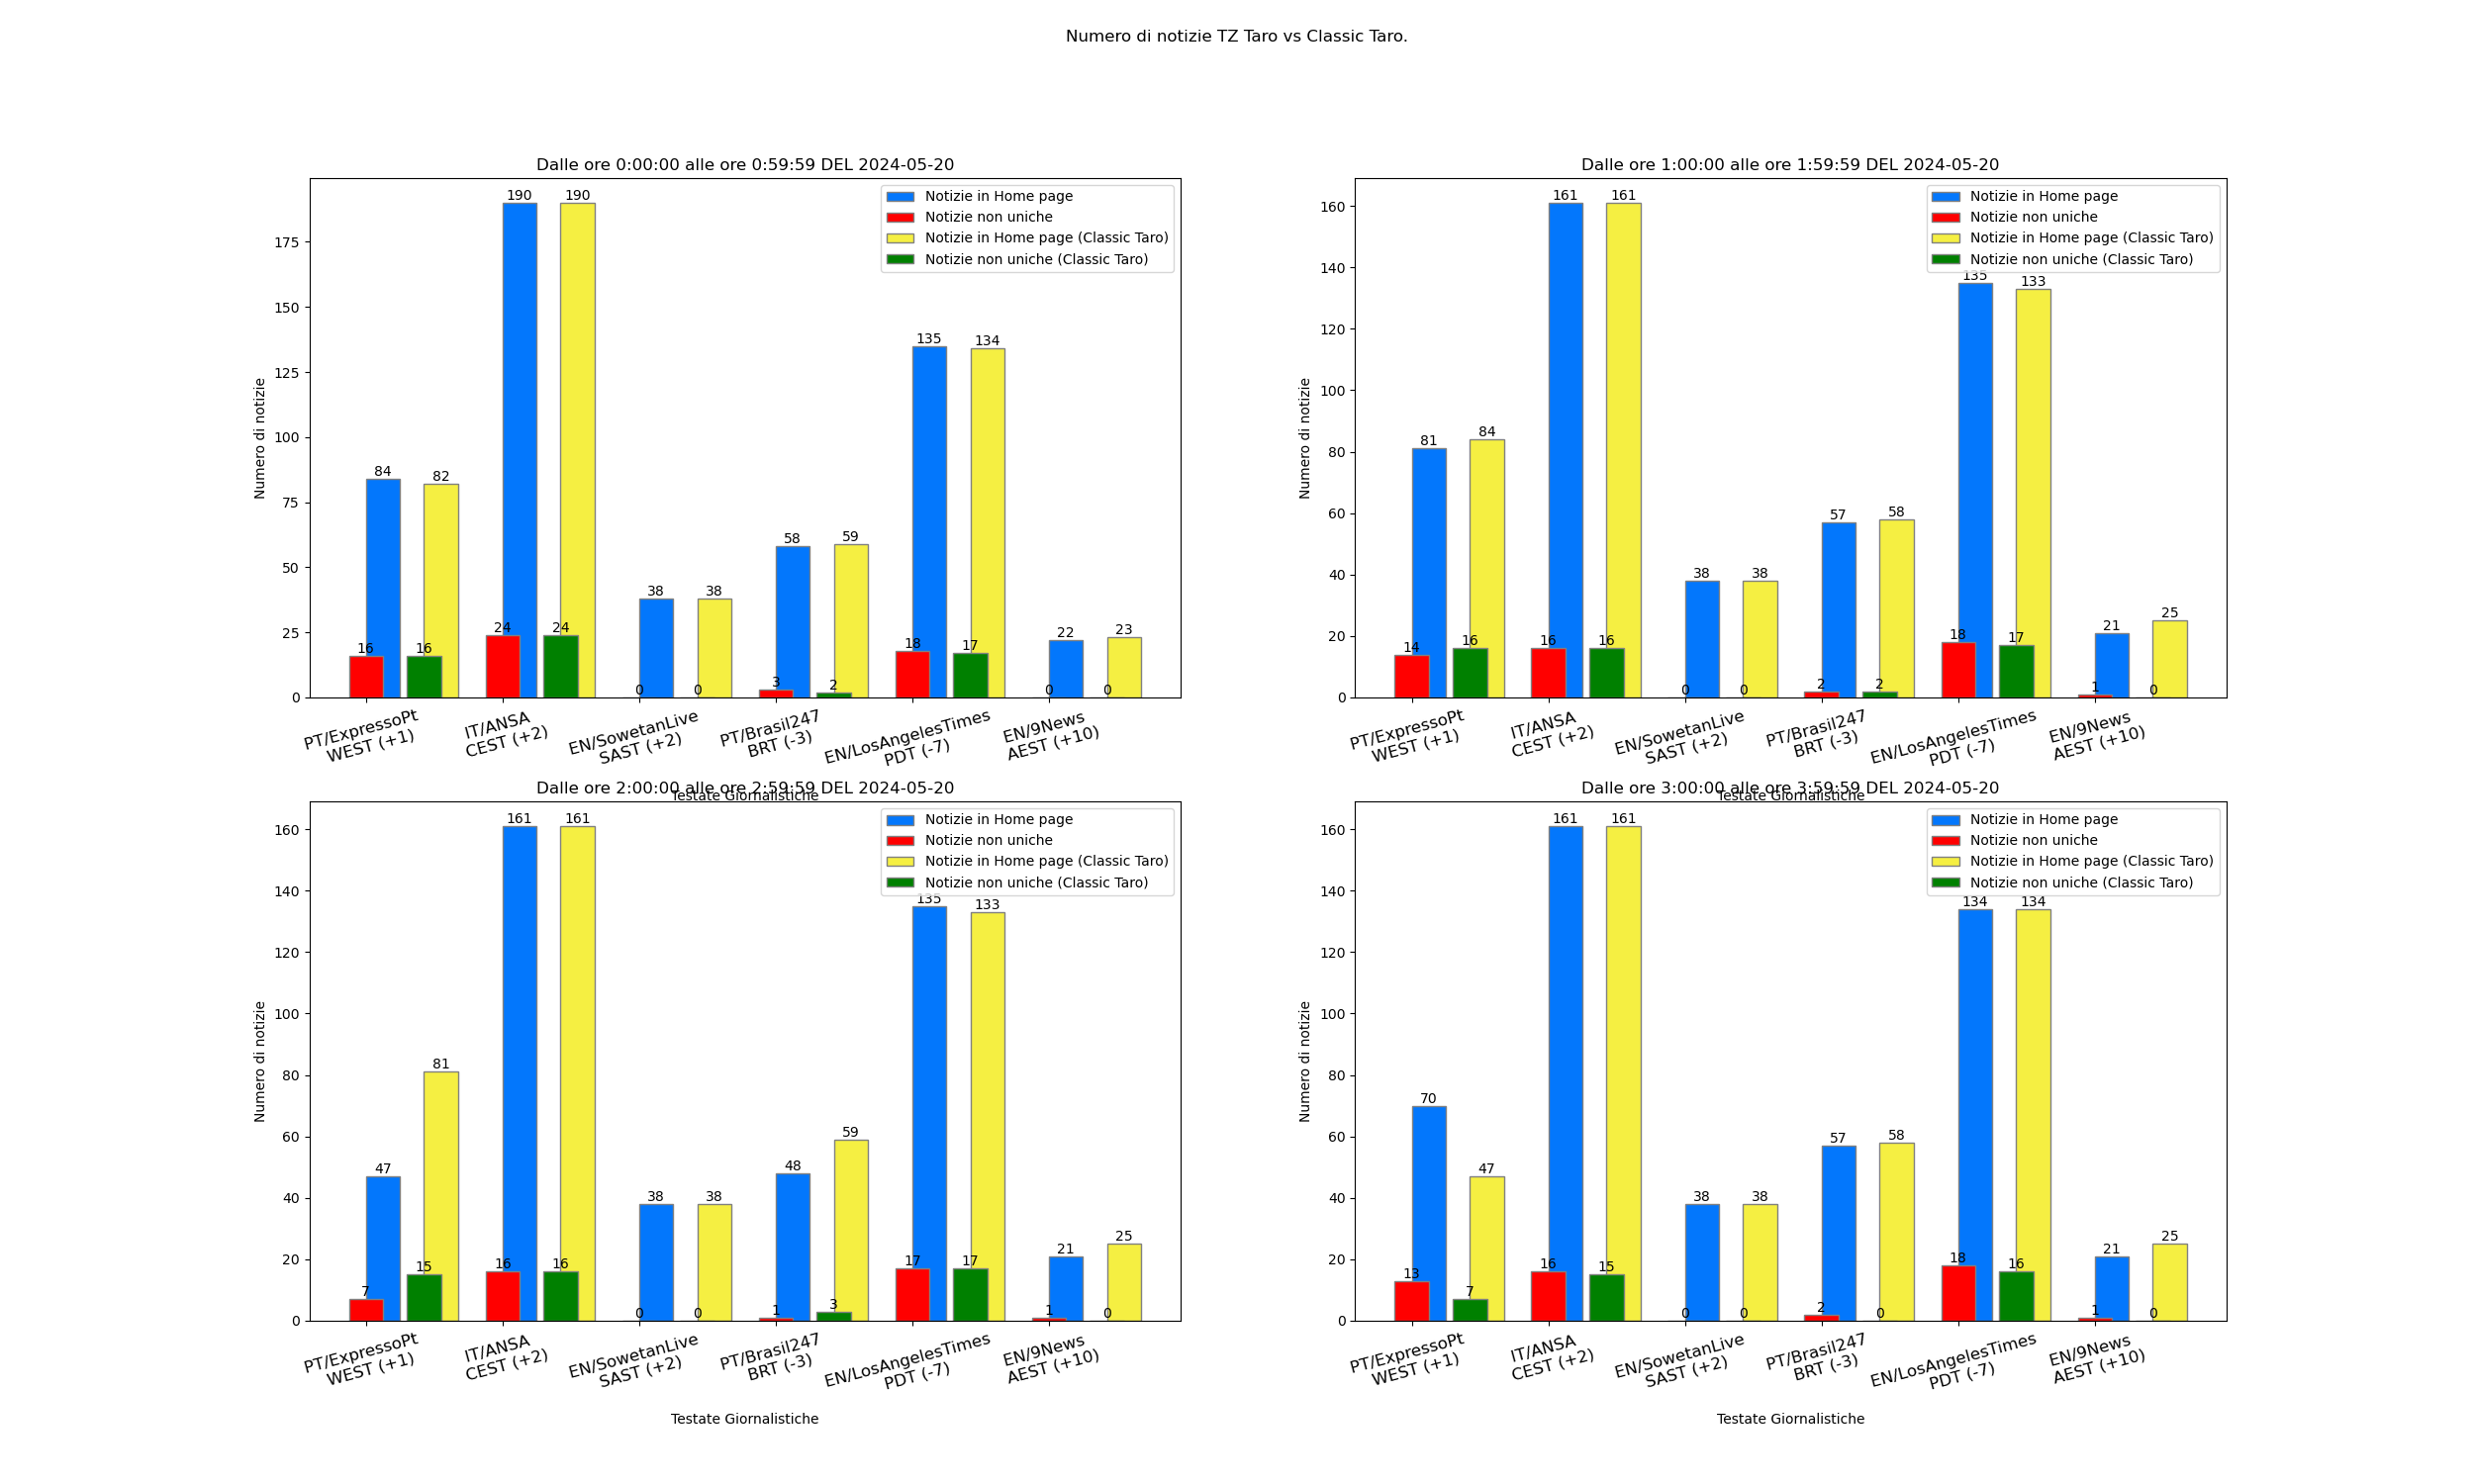 Numero di notizie TZ Taro vs Classic Taro.
Dalle ore 0:00:00 alle ore 0:59:59 DEL 2024-05-20
Numero di notizie
175
150
125
100
75
50
25
0
Notizie in Home page
Notizie non uniche
Notizie in Home page (Classic Taro)
Notizie non uniche (Classic Taro)
84
82
190
190
38
38
58
59
135
134
22
23
16
16
24
24
0
0
3
2
18
17
0
0
PT/ExpressoPt
WEST (+1)
IT/ANSA
CEST (+2)
EN/SowetanLive
SAST (+2)
PT/Brasil247
BRT (-3)
EN/LosAngelesTimes
PDT (-7)
EN/9News
AEST (+10)
Testate Giornalistiche
Dalle ore 1:00:00 alle ore 1:59:59 DEL 2024-05-20
Numero di notizie
160
140
120
100
80
60
40
20
0
Notizie in Home page
Notizie non uniche
Notizie in Home page (Classic Taro)
Notizie non uniche (Classic Taro)
81
84
161
161
38
38
57
58
135
133
21
25
14
16
16
16
0
0
2
2
18
17
1
0
PT/ExpressoPt
WEST (+1)
IT/ANSA
CEST (+2)
EN/SowetanLive
SAST (+2)
PT/Brasil247
BRT (-3)
EN/LosAngelesTimes
PDT (-7)
EN/9News
AEST (+10)
Testate Giornalistiche
Dalle ore 2:00:00 alle ore 2:59:59 DEL 2024-05-20
Numero di notizie
160
140
120
100
80
60
40
20
0
Notizie in Home page
Notizie non uniche
Notizie in Home page (Classic Taro)
Notizie non uniche (Classic Taro)
47
81
161
161
38
38
48
59
135
133
21
25
7
15
16
16
0
0
1
3
17
17
1
0
PT/ExpressoPt
WEST (+1)
IT/ANSA
CEST (+2)
EN/SowetanLive
SAST (+2)
PT/Brasil247
BRT (-3)
EN/LosAngelesTimes
PDT (-7)
EN/9News
AEST (+10)
Testate Giornalistiche
Dalle ore 3:00:00 alle ore 3:59:59 DEL 2024-05-20
Numero di notizie
160
140
120
100
80
60
40
20
0
Notizie in Home page
Notizie non uniche
Notizie in Home page (Classic Taro)
Notizie non uniche (Classic Taro)
70
47
161
161
38
38
57
58
134
134
21
25
13
7
16
15
0
0
2
0
18
16
1
0
PT/ExpressoPt
WEST (+1)
IT/ANSA
CEST (+2)
EN/SowetanLive
SAST (+2)
PT/Brasil247
BRT (-3)
EN/LosAngelesTimes
PDT (-7)
EN/9News
AEST (+10)
Testate Giornalistiche